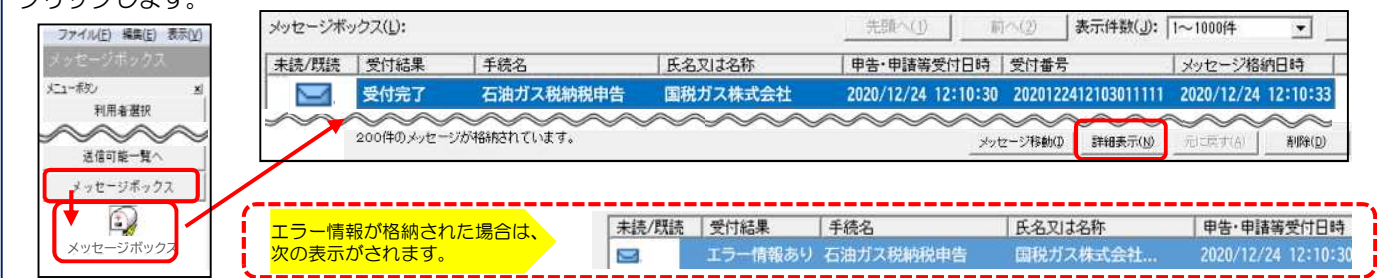 クリックします。
ファイル(F) 編集(E) 表示(V)
メッセージボックス
メニューボタン x
利用者選択
送信可能一覧へ
メッセージボックス
メッセージボックス
メッセージボックス(L):
先頭へ(1) 前へ(2) 表示件数(J): 1～1000件
未読/既読 受付結果 手続名 氏名又は名称 申告・申請等受付日時 受付番号 メッセージ格納日時
受付完了 石油ガス税納税申告 国税ガス株式会社 2020/12/24 12:10:30 2020122412103011111 2020/12/24 12:10:33
200件のメッセージが格納されています。
メッセージ移動(I) 詳細表示(N) 元に戻す(A) 削除(D)
エラー情報が格納された場合は、
次の表示がされます。
未読/既読 受付結果 手続名 氏名又は名称 申告・申請等受付日時
エラー情報あり 石油ガス税納税申告 国税ガス株式会社... 2020/12/24 12:10:30